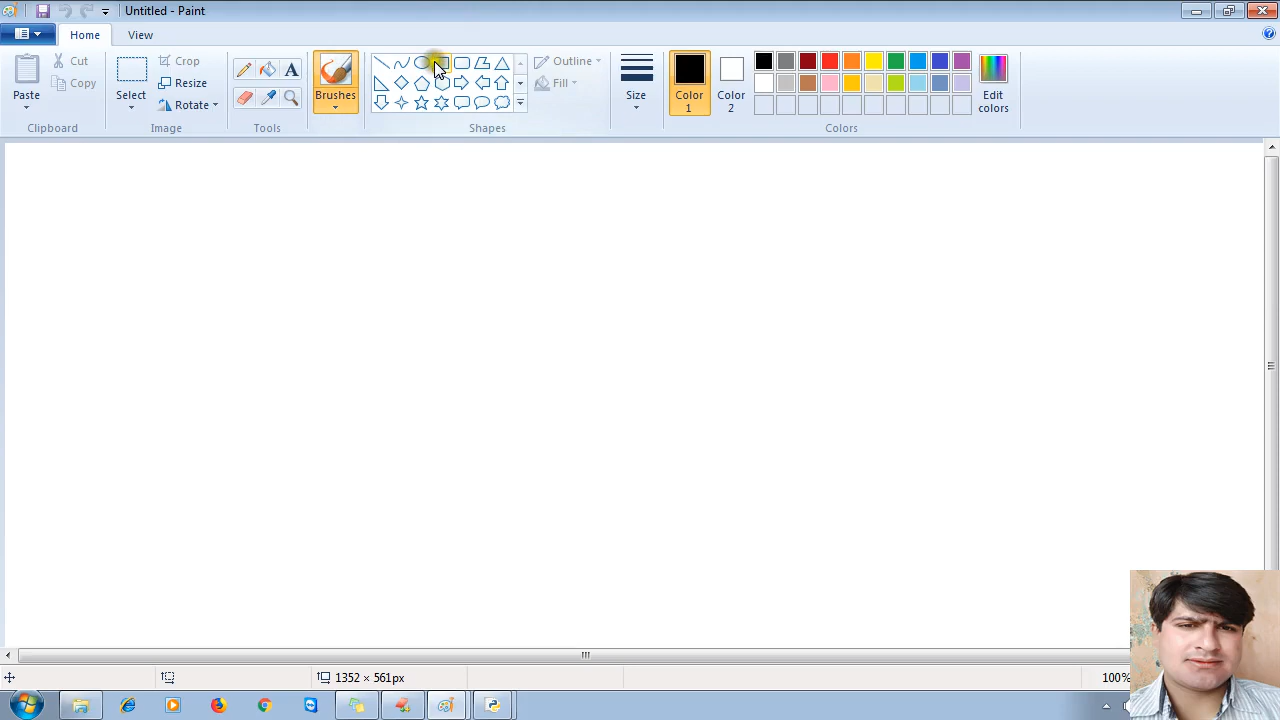 Untitled - Paint
Home
View
Paste
Cut
Copy
Clipboard
Select
Crop
Resize
Rotate
Image
A
Tools
Brushes
Shapes
Outline
Fill
Size
Color
1
Color
2
Edit
colors
Colors
1352 × 561px
100%